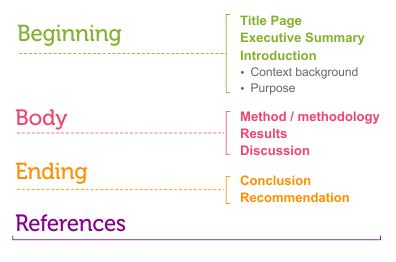 Beginning
Title Page
Executive Summary
Introduction
• Context background
• Purpose
Body
Method / methodology
Results
Discussion
Ending
Conclusion
Recommendation
References